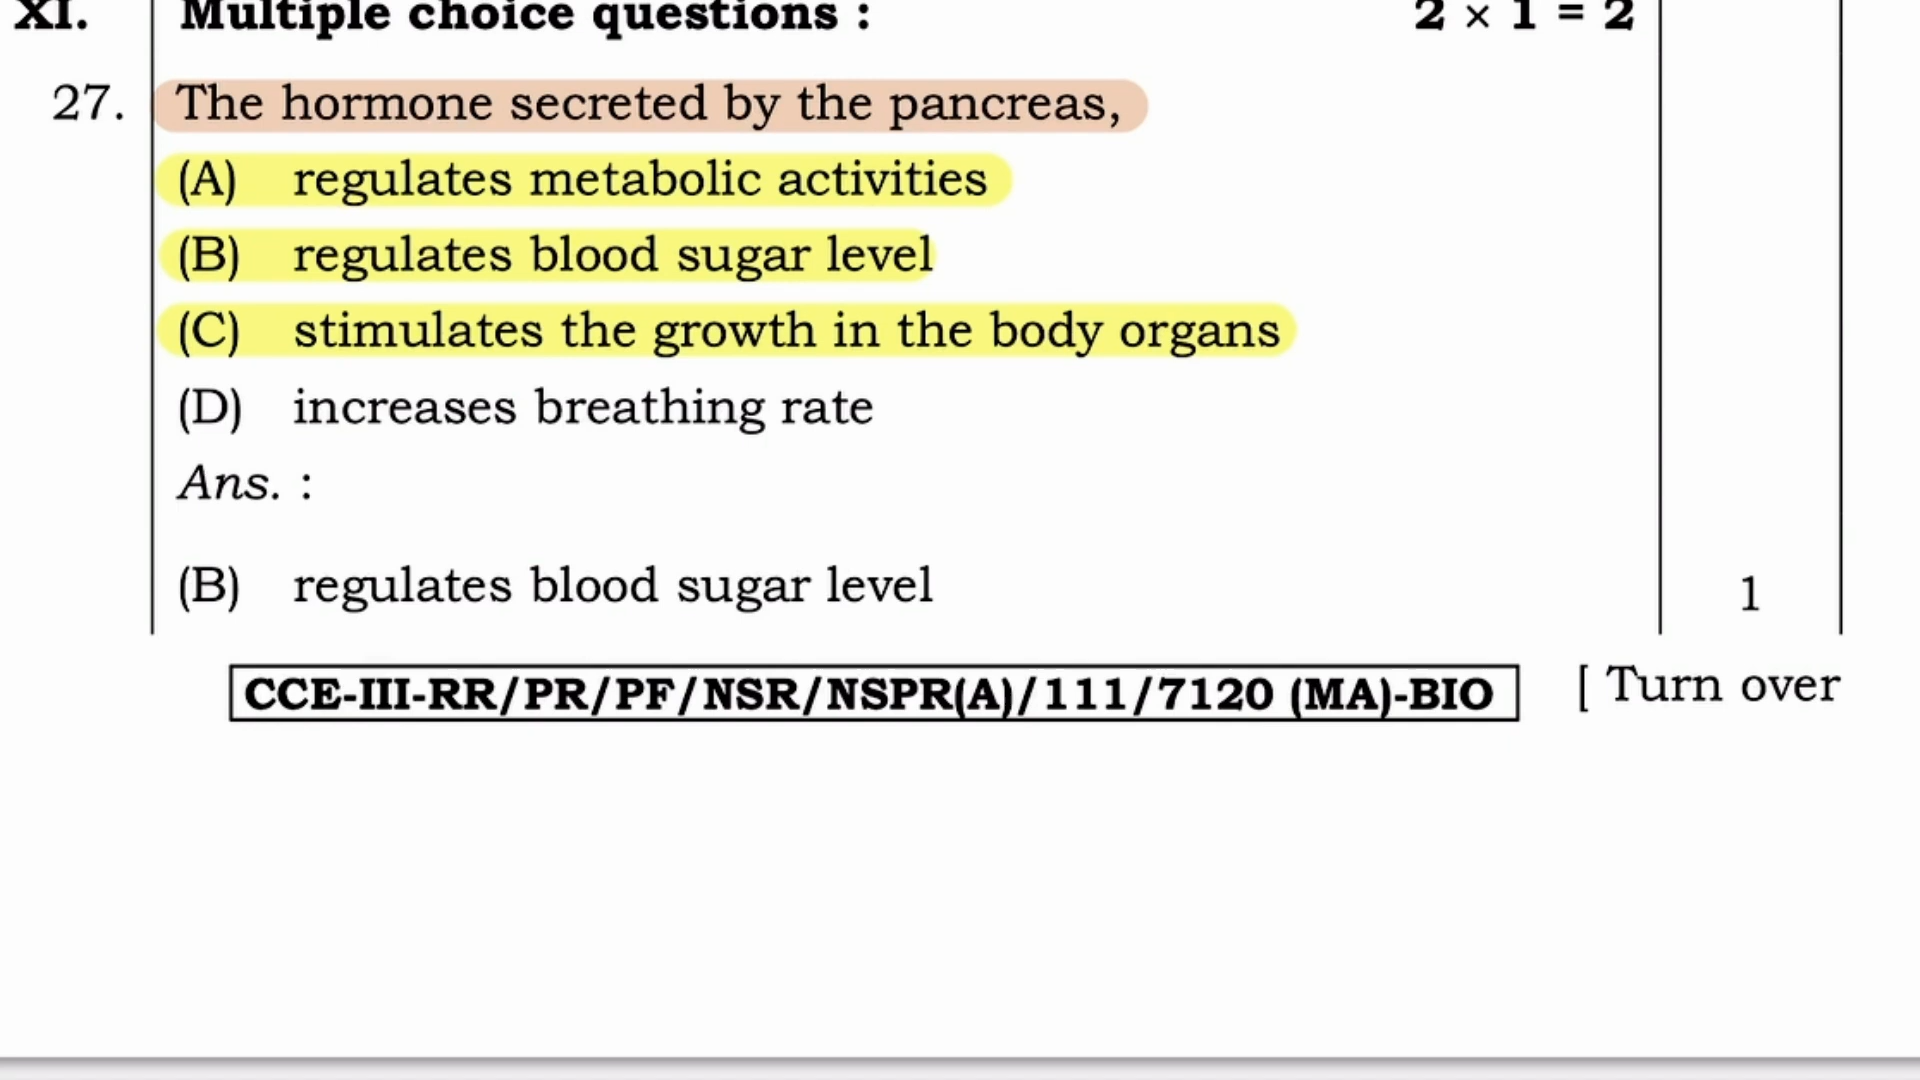 XI. Multiple choice questions : 2 × 1 = 2
27. The hormone secreted by the pancreas,
(A) regulates metabolic activities
(B) regulates blood sugar level
(C) stimulates the growth in the body organs
(D) increases breathing rate
Ans. :
(B) regulates blood sugar level 1
CCE-III-RR/PR/PF/NSR/NSPR(A)/111/7120 (MA)-BIO [ Turn over